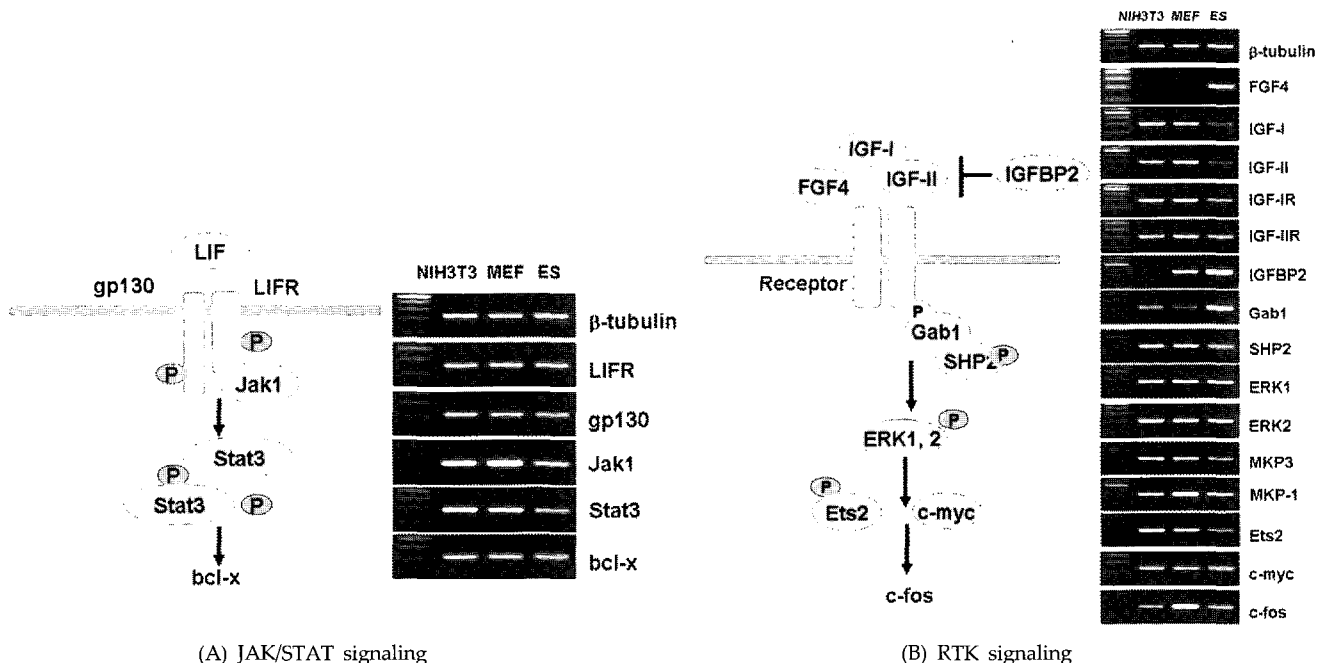 LIF
gp130
LIFR
P
P
Jak1
Stat3
P
Stat3
P
bcl-x
NIH3T3 MEF ES
β-tubulin
LIFR
gp130
Jak1
Stat3
bcl-x
(A) JAK/STAT signaling
IGF-I
FGF4
IGF-II
IGFBP2
Receptor
P
Gab1
SHP2
P
ERK1, 2
P
P
Ets2
c-myc
c-fos
NIH3T3 MEF ES
β-tubulin
FGF4
IGF-I
IGF-II
IGF-IR
IGF-IIR
IGFBP2
Gab1
SHP2
ERK1
ERK2
MKP3
MKP-1
Ets2
c-myc
c-fos
(B) RTK signaling